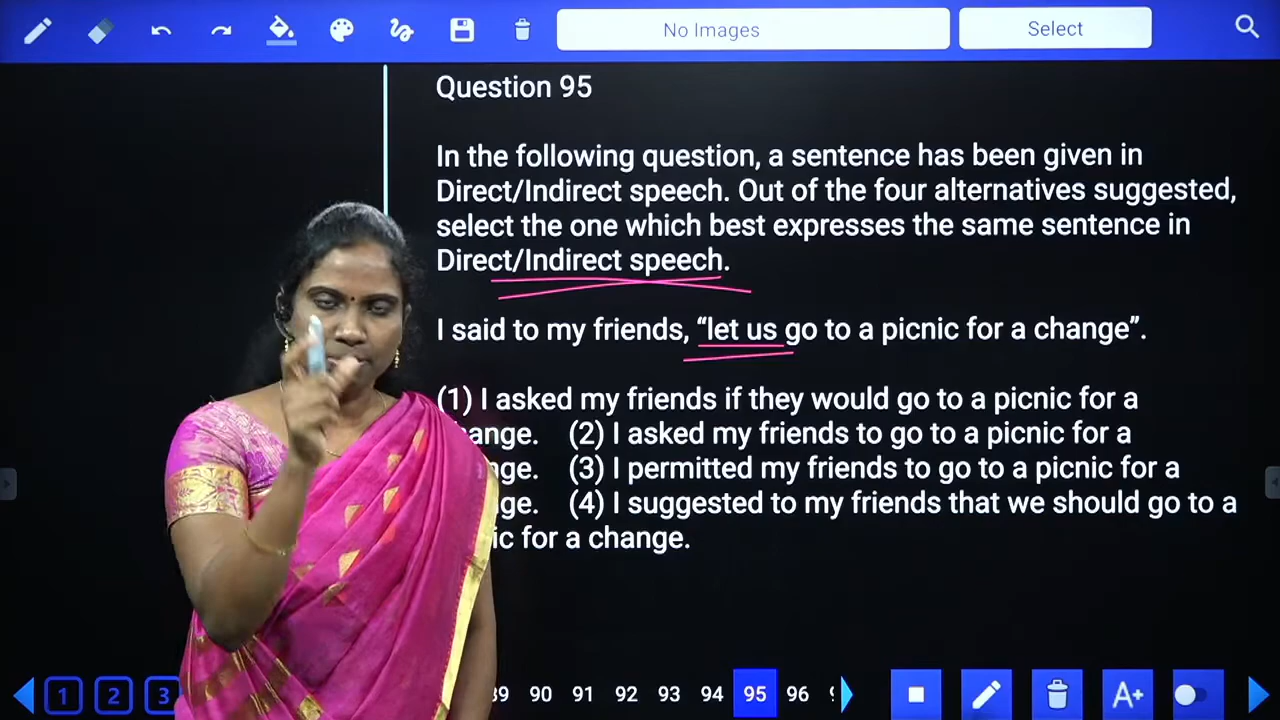 No Images
Select
Question 95
In the following question, a sentence has been given in
Direct/Indirect speech. Out of the four alternatives suggested,
select the one which best expresses the same sentence in
Direct/Indirect speech.
I said to my friends, “let us go to a picnic for a change”.
(1) I asked my friends if they would go to a picnic for a
hange. (2) I asked my friends to go to a picnic for a
nge. (3) I permitted my friends to go to a picnic for a
ge. (4) I suggested to my friends that we should go to a
ic for a change.
1 2 3 39 90 91 92 93 94 95 96 A+